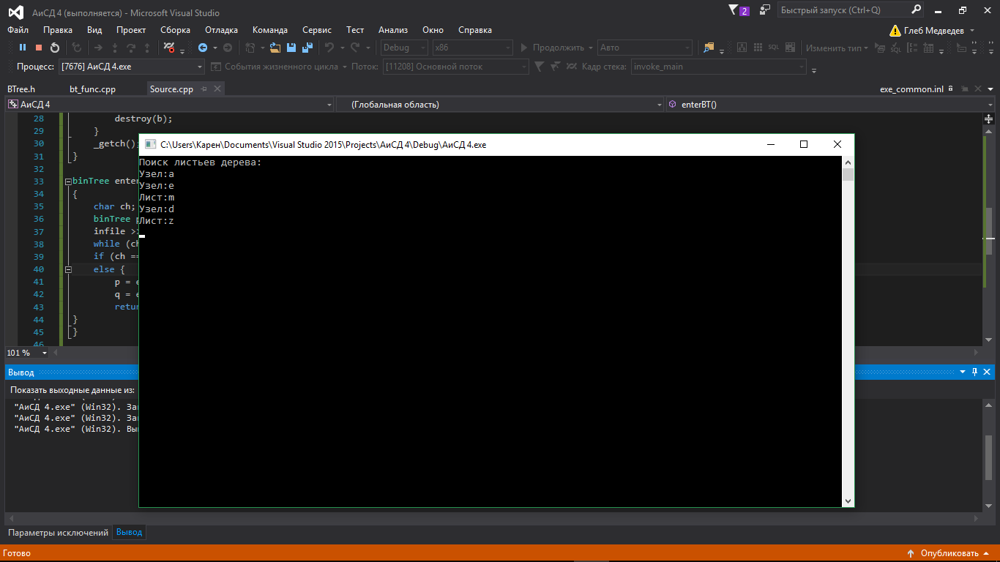 АиСД 4 (выполняется) - Microsoft Visual Studio
2
Быстрый запуск (Ctrl+Q)
Файл Правка Вид Проект Сборка Отладка Команда Сервис Тест Анализ Окно Справка
Глеб Медведев
Debug x86 Продолжить Авто SQL Изменить тип
Процесс: [7676] АиСД 4.exe События жизненного цикла Поток: [11208] Основной поток Кадр стека: invoke_main
BTree.h bt_func.cpp Source.cpp exe_common.inl
АиСД 4 (Глобальная область) enterBT()
28 destroy(b);
29 }
30 _getch();
31 }
32
33 binTree enter
34 {
35 char ch;
36 binTree p
37 infile >>
38 while (ch
39 if (ch ==
40 else {
41 p = e
42 q = e
43 retur
44 }
45 }
46
C:\Users\Карен\Documents\Visual Studio 2015\Projects\АиСД 4\Debug\АиСД 4.exe
Поиск листьев дерева:
Узел:a
Узел:e
Лист:m
Узел:d
Лист:z
101 %
Вывод
Показать выходные данные из:
"АиСД 4.exe" (Win32). Заг
"АиСД 4.exe" (Win32). Заг
"АиСД 4.exe" (Win32). Выг
Параметры исключений Вывод
Готово
Опубликовать